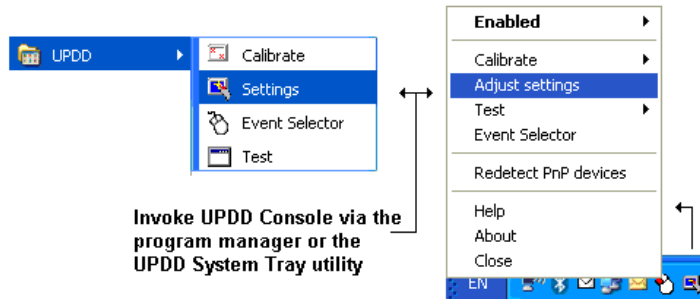 UPDD
Calibrate
Settings
Event Selector
Test
Invoke UPDD Console via the
program manager or the
UPDD System Tray utility
Enabled
Calibrate
Adjust settings
Test
Event Selector
Redetect PnP devices
Help
About
Close
EN